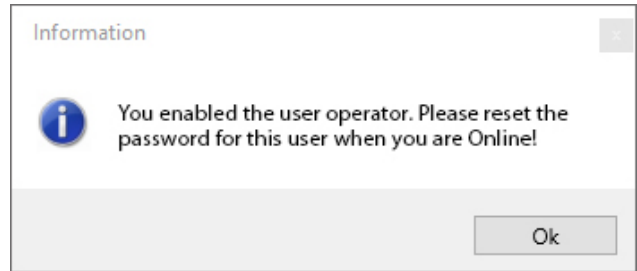 Information
x
You enabled the user operator. Please reset the
password for this user when you are Online!
Ok